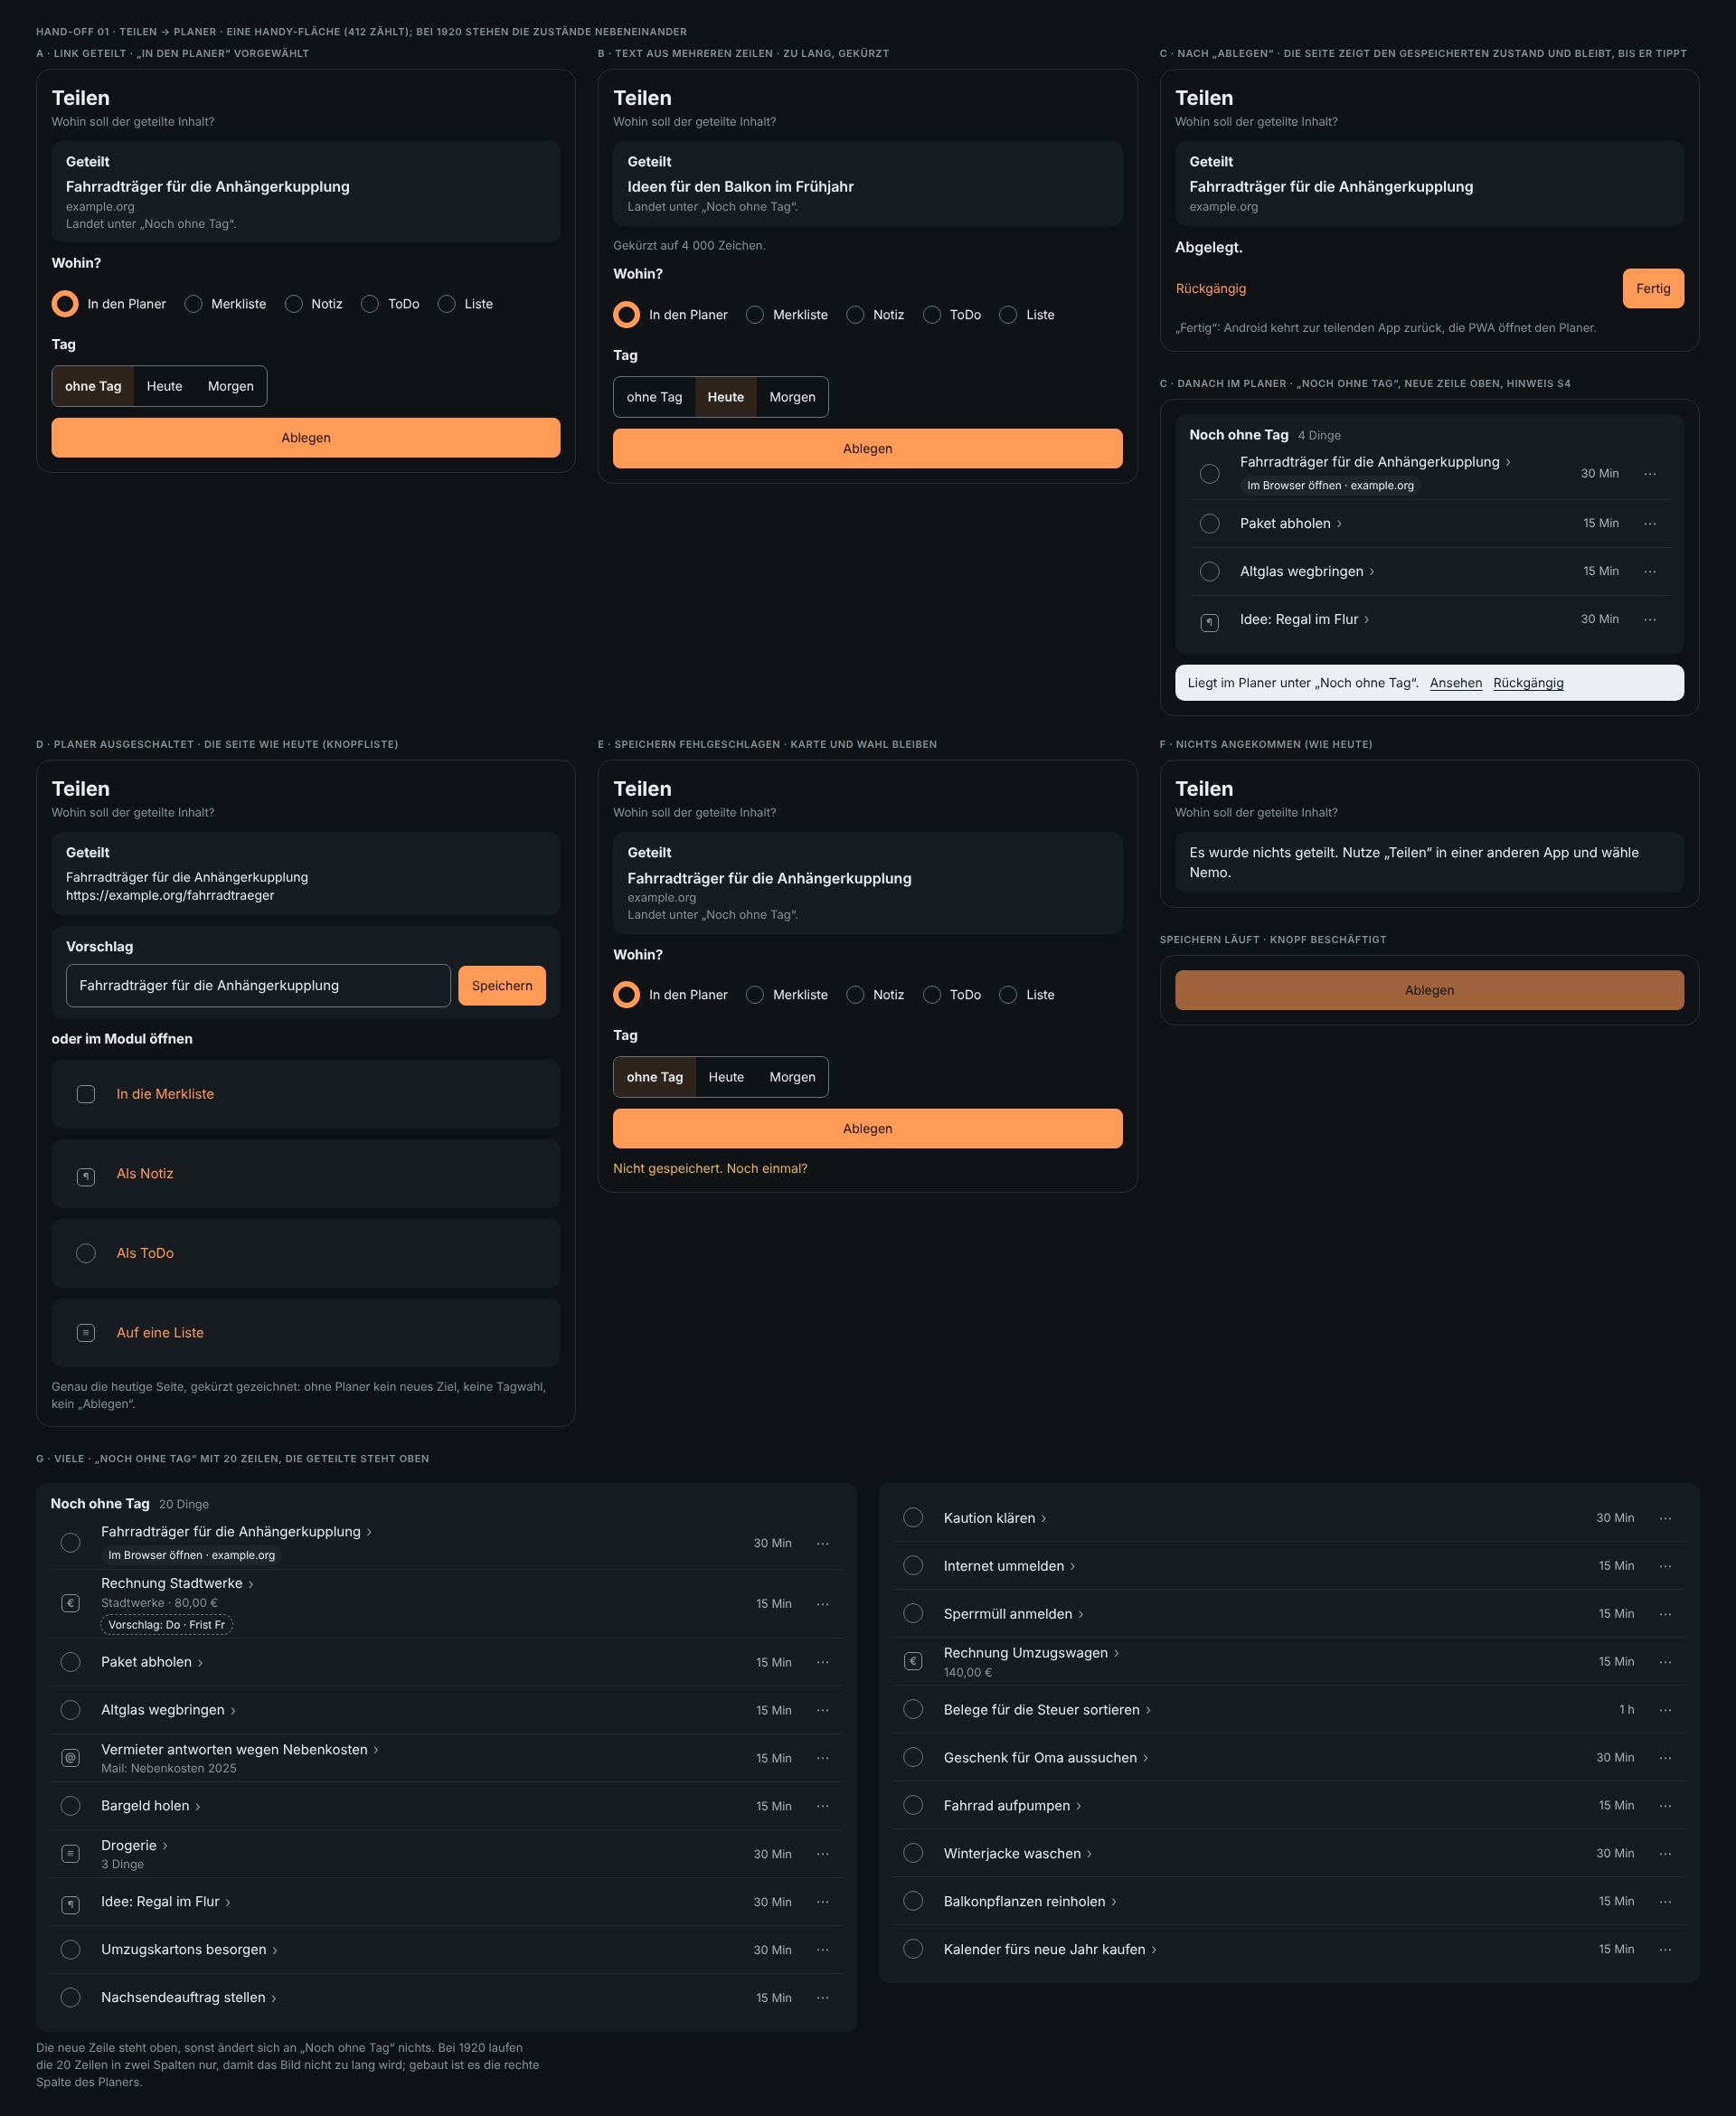 HAND-OFF 01 · TEILEN → PLANER · EINE HANDY-FLÄCHE (412 ZÄHLT); BEI 1920 STEHEN DIE ZUSTÄNDE NEBENEINANDER
A · LINK GETEILT · „IN DEN PLANER“ VORGEWÄHLT
Teilen
Wohin soll der geteilte Inhalt?
Geteilt
Fahrradträger für die Anhängerkupplung
example.org
Landet unter „Noch ohne Tag“.
Wohin?
In den Planer Merkliste Notiz ToDo Liste
Tag
ohne Tag Heute Morgen
Ablegen
B · TEXT AUS MEHREREN ZEILEN · ZU LANG, GEKÜRZT
Teilen
Wohin soll der geteilte Inhalt?
Geteilt
Ideen für den Balkon im Frühjahr
Landet unter „Noch ohne Tag“.
Gekürzt auf 4 000 Zeichen.
Wohin?
In den Planer Merkliste Notiz ToDo Liste
Tag
ohne Tag Heute Morgen
Ablegen
C · NACH „ABLEGEN“ · DIE SEITE ZEIGT DEN GESPEICHERTEN ZUSTAND UND BLEIBT, BIS ER TIPPT
Teilen
Wohin soll der geteilte Inhalt?
Geteilt
Fahrradträger für die Anhängerkupplung
example.org
Abgelegt.
Rückgängig Fertig
„Fertig“: Android kehrt zur teilenden App zurück, die PWA öffnet den Planer.
C · DANACH IM PLANER · „NOCH OHNE TAG“, NEUE ZEILE OBEN, HINWEIS S4
Noch ohne Tag 4 Dinge
Fahrradträger für die Anhängerkupplung › 30 Min ···
Im Browser öffnen · example.org
Paket abholen › 15 Min ···
Altglas wegbringen › 15 Min ···
¶ Idee: Regal im Flur › 30 Min ···
Liegt im Planer unter „Noch ohne Tag“. Ansehen Rückgängig
D · PLANER AUSGESCHALTET · DIE SEITE WIE HEUTE (KNOPFLISTE)
Teilen
Wohin soll der geteilte Inhalt?
Geteilt
Fahrradträger für die Anhängerkupplung
https://example.org/fahrradtraeger
Vorschlag
Fahrradträger für die Anhängerkupplung Speichern
oder im Modul öffnen
In die Merkliste
¶ Als Notiz
Als ToDo
≡ Auf eine Liste
Genau die heutige Seite, gekürzt gezeichnet: ohne Planer kein neues Ziel, keine Tagwahl,
kein „Ablegen“.
E · SPEICHERN FEHLGESCHLAGEN · KARTE UND WAHL BLEIBEN
Teilen
Wohin soll der geteilte Inhalt?
Geteilt
Fahrradträger für die Anhängerkupplung
example.org
Landet unter „Noch ohne Tag“.
Wohin?
In den Planer Merkliste Notiz ToDo Liste
Tag
ohne Tag Heute Morgen
Ablegen
Nicht gespeichert. Noch einmal?
F · NICHTS ANGEKOMMEN (WIE HEUTE)
Teilen
Wohin soll der geteilte Inhalt?
Es wurde nichts geteilt. Nutze „Teilen“ in einer anderen App und wähle
Nemo.
SPEICHERN LÄUFT · KNOPF BESCHÄFTIGT
Ablegen
G · VIELE · „NOCH OHNE TAG“ MIT 20 ZEILEN, DIE GETEILTE STEHT OBEN
Noch ohne Tag 20 Dinge
Fahrradträger für die Anhängerkupplung › 30 Min ···
Im Browser öffnen · example.org
€ Rechnung Stadtwerke › 15 Min ···
Stadtwerke · 80,00 €
Vorschlag: Do · Frist Fr
Paket abholen › 15 Min ···
Altglas wegbringen › 15 Min ···
@ Vermieter antworten wegen Nebenkosten › 15 Min ···
Mail: Nebenkosten 2025
Bargeld holen › 15 Min ···
≡ Drogerie › 30 Min ···
3 Dinge
¶ Idee: Regal im Flur › 30 Min ···
Umzugskartons besorgen › 30 Min ···
Nachsendeauftrag stellen › 15 Min ···
Kaution klären › 30 Min ···
Internet ummelden › 15 Min ···
Sperrmüll anmelden › 15 Min ···
€ Rechnung Umzugswagen › 15 Min ···
140,00 €
Belege für die Steuer sortieren › 1 h ···
Geschenk für Oma aussuchen › 30 Min ···
Fahrrad aufpumpen › 15 Min ···
Winterjacke waschen › 30 Min ···
Balkonpflanzen reinholen › 15 Min ···
Kalender fürs neue Jahr kaufen › 15 Min ···
Die neue Zeile steht oben, sonst ändert sich an „Noch ohne Tag“ nichts. Bei 1920 laufen
die 20 Zeilen in zwei Spalten nur, damit das Bild nicht zu lang wird; gebaut ist es die rechte
Spalte des Planers.